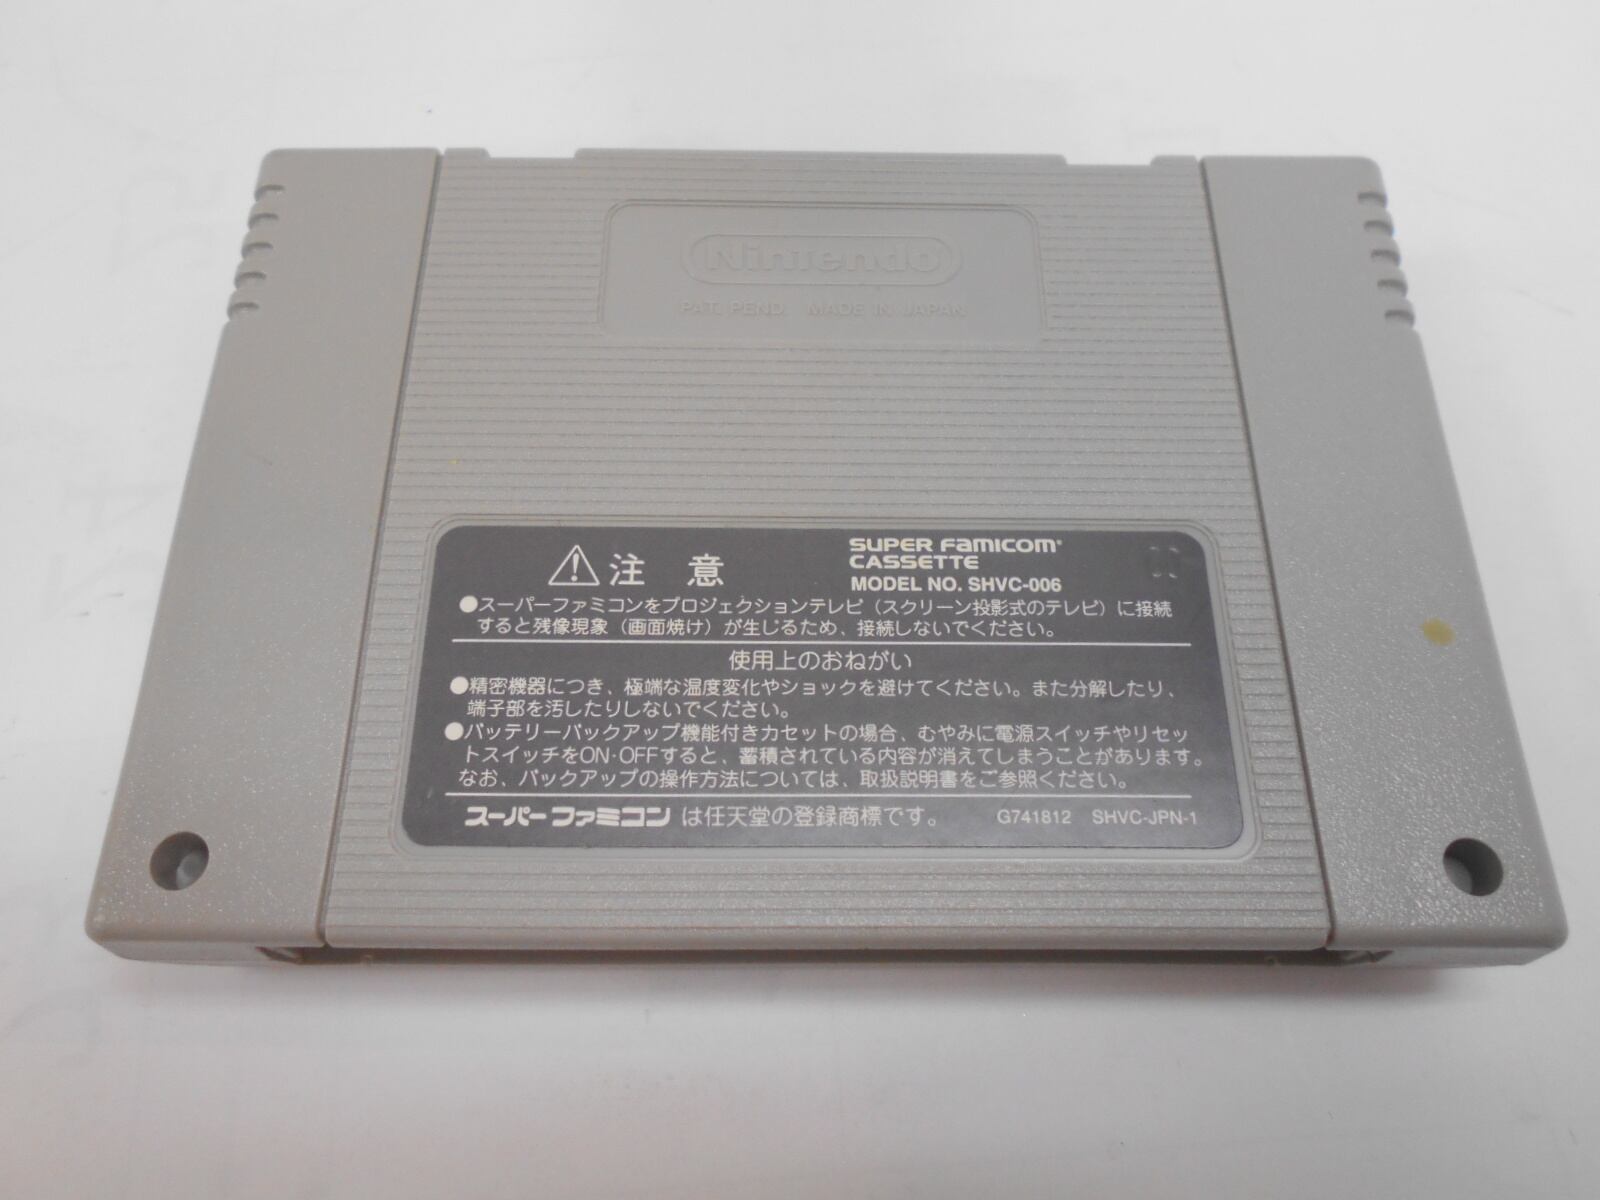 Nintendo
PAT. PEND. MADE IN JAPAN
注 意
SUPER FAMICOM
CASSETTE
MODEL NO. SHVC-006
●スーパーファミコンをプロジェクションテレビ（スクリーン投影式のテレビ）に接続
すると残像現象（画面焼け）が生じるため、接続しないでください。
使用上のおねがい
●精密機器につき、極端な温度変化やショックを避けてください。また分解したり、
端子部を汚したりしないでください。
●バッテリーバックアップ機能付きカセットの場合、むやみに電源スイッチやリセッ
トスイッチをON·OFFすると、蓄積されている内容が消えてしまうことがあります。
なお、バックアップの操作方法については、取扱説明書をご参照ください。
スーパーファミコン は任天堂の登録商標です。 G741812 SHVC-JPN-1